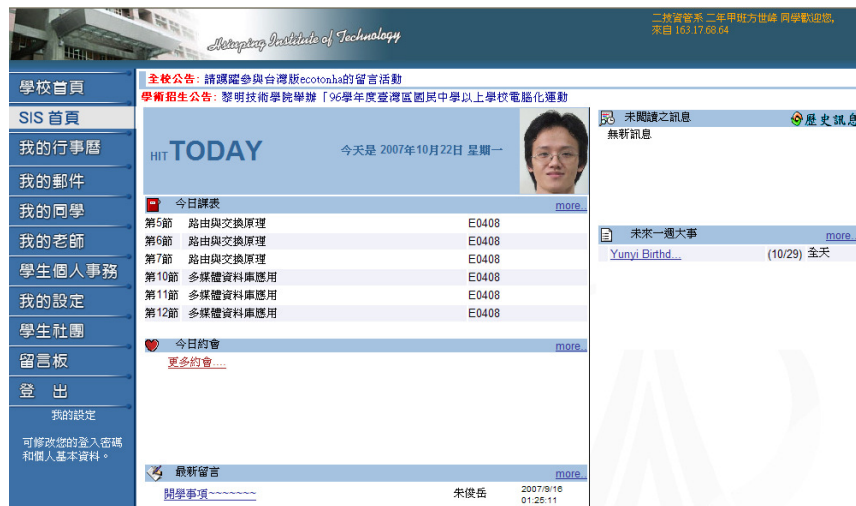 Hsiuping Institute of Technology
二技資管系 二年甲班方世峰 同學歡迎您,
來自 163.17.68.64
學校首頁
SIS 首頁
我的行事曆
我的郵件
我的同學
我的老師
學生個人事務
我的設定
學生社團
留言板
登 出
我的設定
可修改您的登入密碼
和個人基本資料。
全校公告: 請踴躍參與台灣版ecotonha的留言活動
學術招生公告: 黎明技術學院舉辦「96學年度臺灣區國民中學以上學校電腦化運動
HIT TODAY 今天是 2007年10月22日 星期一
今日課表 more..
第5節 路由與交換原理 E0408
第6節 路由與交換原理 E0408
第7節 路由與交換原理 E0408
第10節 多媒體資料庫應用 E0408
第11節 多媒體資料庫應用 E0408
第12節 多媒體資料庫應用 E0408
今日約會 more..
更多約會....
最新留言 more..
開學事項~~~~~~~ 朱俊岳 2007/9/16
01:25:11
未閱讀之訊息 歷史訊息
無新訊息
未來一週大事 more..
Yunyi Birthd... (10/29) 全天